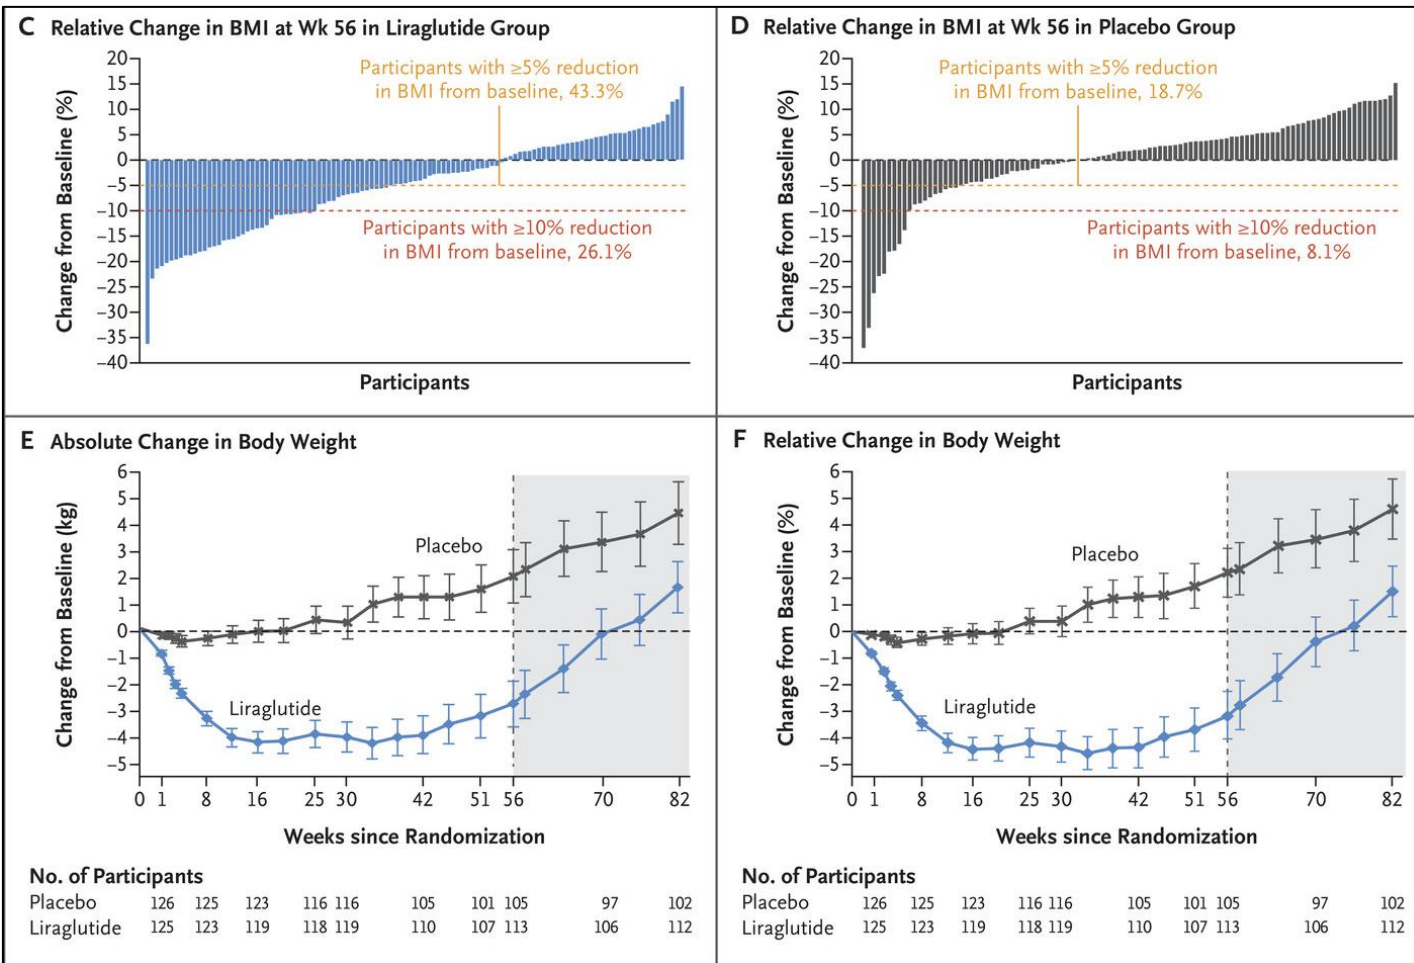 C Relative Change in BMI at Wk 56 in Liraglutide Group
Change from Baseline (%)
20
15
10
5
0
−5
−10
−15
−20
−25
−30
−35
−40
Participants with ≥5% reduction
in BMI from baseline, 43.3%
Participants with ≥10% reduction
in BMI from baseline, 26.1%
Participants
D Relative Change in BMI at Wk 56 in Placebo Group
Change from Baseline (%)
20
15
10
5
0
−5
−10
−15
−20
−25
−30
−35
−40
Participants with ≥5% reduction
in BMI from baseline, 18.7%
Participants with ≥10% reduction
in BMI from baseline, 8.1%
Participants
E Absolute Change in Body Weight
Change from Baseline (kg)
6
5
4
3
2
1
0
−1
−2
−3
−4
−5
Placebo
Liraglutide
0 1 8 16 25 30 42 51 56 70 82
Weeks since Randomization
No. of Participants
Placebo 126 125 123 116 116 105 101 105 97 102
Liraglutide 125 123 119 118 119 110 107 113 106 112
F Relative Change in Body Weight
Change from Baseline (%)
6
5
4
3
2
1
0
−1
−2
−3
−4
−5
Placebo
Liraglutide
0 1 8 16 25 30 42 51 56 70 82
Weeks since Randomization
No. of Participants
Placebo 126 125 123 116 116 105 101 105 97 102
Liraglutide 125 123 119 118 119 110 107 113 106 112